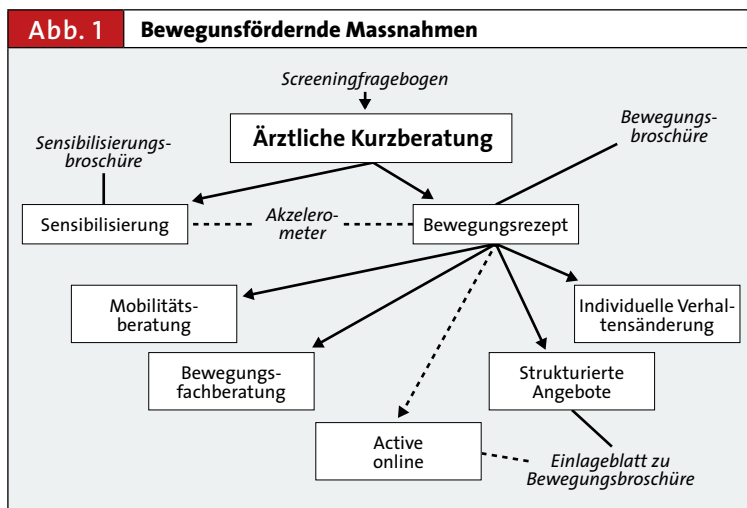 Abb. 1 Bewegunsfördernde Massnahmen
Screeningfragebogen
Ärztliche Kurzberatung
Bewegungs-
broschüre
Sensibilisierungs-
broschüre
Sensibilisierung
Akzelero-
meter
Bewegungsrezept
Mobilitäts-
beratung
Individuelle Verhal-
tensänderung
Bewegungs-
fachberatung
Strukturierte
Angebote
Active
online
Einlageblatt zu
Bewegungsbroschüre